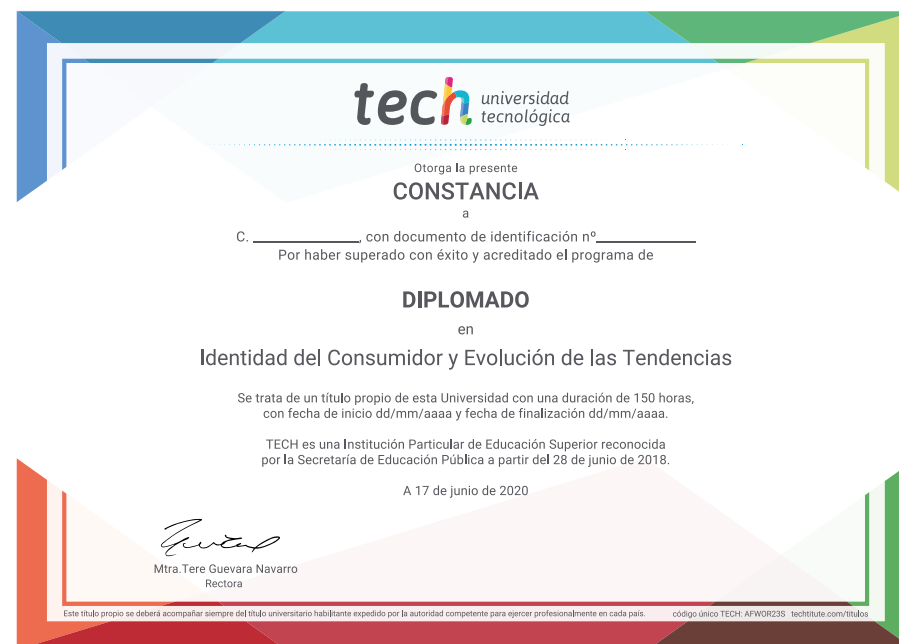 tech universidad
tecnológica
Otorga la presente
CONSTANCIA
a
C. ______________, con documento de identificación nº______________
Por haber superado con éxito y acreditado el programa de
DIPLOMADO
en
Identidad del Consumidor y Evolución de las Tendencias
Se trata de un título propio de esta Universidad con una duración de 150 horas,
con fecha de inicio dd/mm/aaaa y fecha de finalización dd/mm/aaaa.
TECH es una Institución Particular de Educación Superior reconocida
por la Secretaría de Educación Pública a partir del 28 de junio de 2018.
A 17 de junio de 2020
Mtra.Tere Guevara Navarro
Rectora
Este título propio se deberá acompañar siempre del título universitario habilitante expedido por la autoridad competente para ejercer profesionalmente en cada país. código único TECH: AFWOR23S techtitute.com/titulos